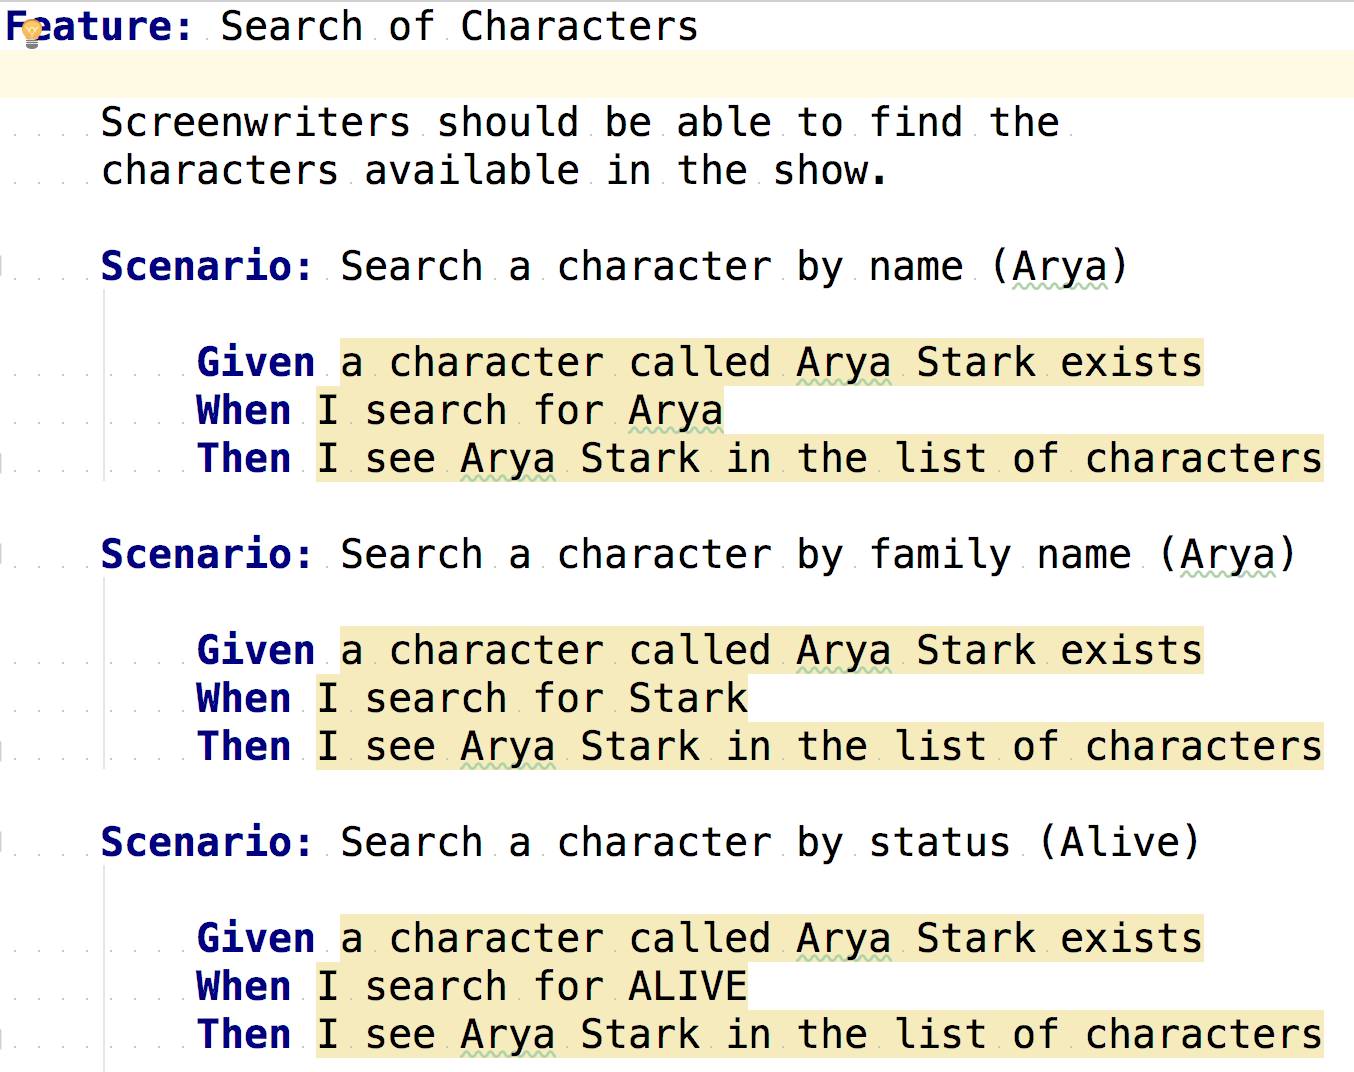 Feature: Search of Characters
Screenwriters should be able to find the
characters available in the show.
Scenario: Search a character by name (Arya)
Given a character called Arya Stark exists
When I search for Arya
Then I see Arya Stark in the list of characters
Scenario: Search a character by family name (Arya)
Given a character called Arya Stark exists
When I search for Stark
Then I see Arya Stark in the list of characters
Scenario: Search a character by status (Alive)
Given a character called Arya Stark exists
When I search for ALIVE
Then I see Arya Stark in the list of characters